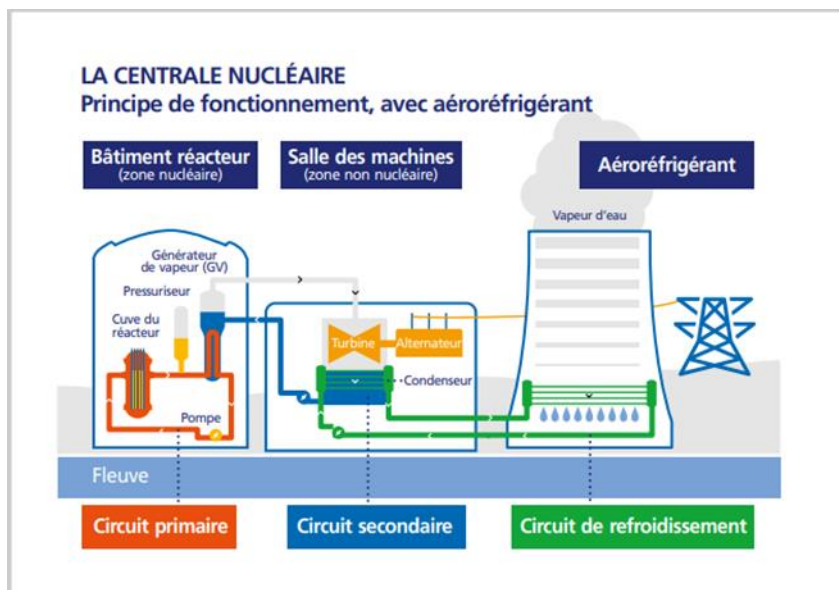 LA CENTRALE NUCLÉAIRE
Principe de fonctionnement, avec aéroréfrigérant
Bâtiment réacteur
(zone nucléaire)
Salle des machines
(zone non nucléaire)
Aéroréfrigérant
Vapeur d'eau
Générateur
de vapeur (GV)
Pressuriseur
Cuve du
réacteur
Turbine
Alternateur
Condenseur
Pompe
Fleuve
Circuit primaire
Circuit secondaire
Circuit de refroidissement